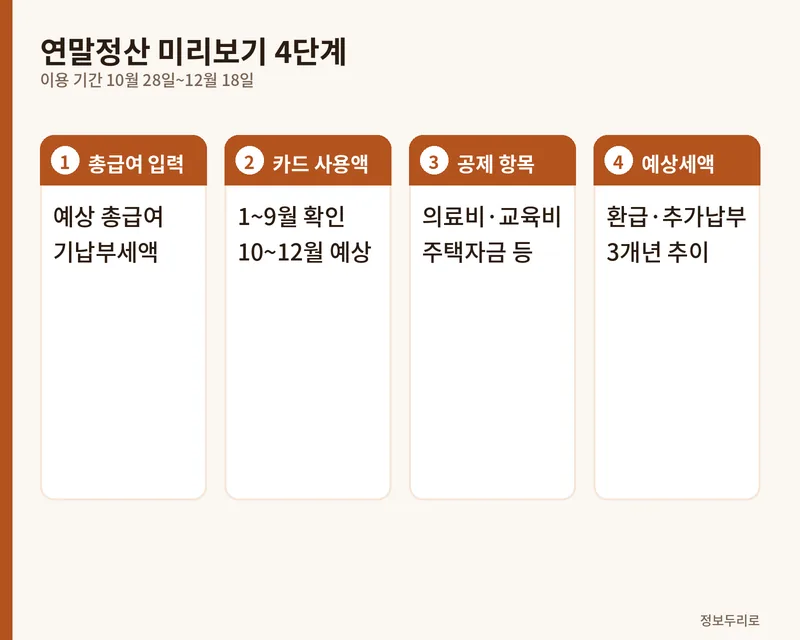 연말정산 미리보기 4단계
이용 기간 10월 28일~12월 18일
1 총급여 입력
예상 총급여
기납부세액
2 카드 사용액
1~9월 확인
10~12월 예상
3 공제 항목
의료비·교육비
주택자금 등
4 예상세액
환급·추가납부
3개년 추이
정보두리로